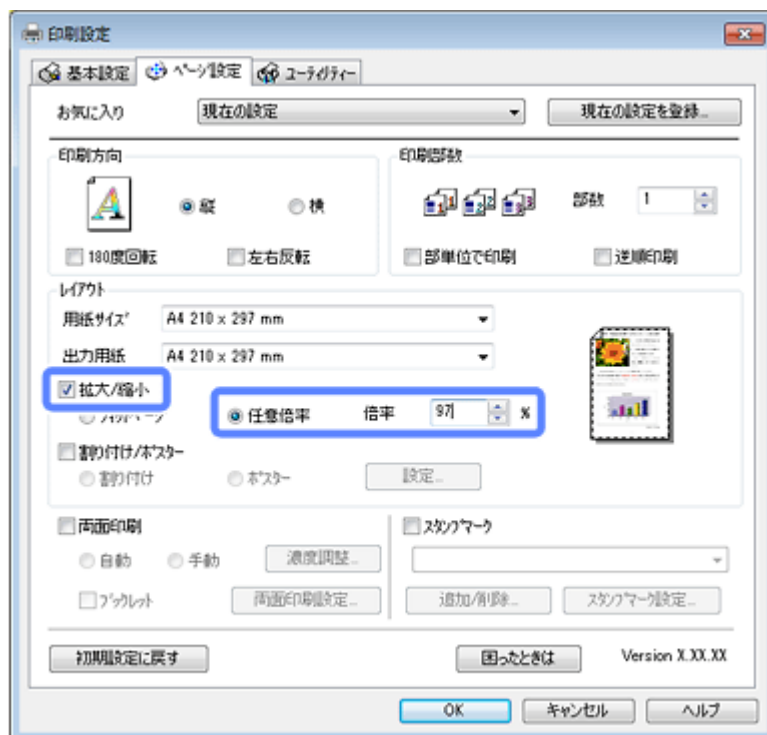 印刷設定
基本設定 ページ設定 ユーティリティー
お気に入り 現在の設定 現在の設定を登録...
印刷方向 印刷部数
縦 横 部数 1
180度回転 左右反転 部単位で印刷 逆順印刷
レイアウト
用紙サイズ A4 210 x 297 mm
出力用紙 A4 210 x 297 mm
拡大/縮小
フィットページ 任意倍率 倍率 97 %
割り付け/ポスター
割り付け ポスター 設定...
両面印刷 スタンプマーク
自動 手動 濃度調整...
ブックレット 両面印刷設定... 追加/削除... スタンプマーク設定...
初期設定に戻す 困ったときは Version X.XX.XX
OK キャンセル ヘルプ